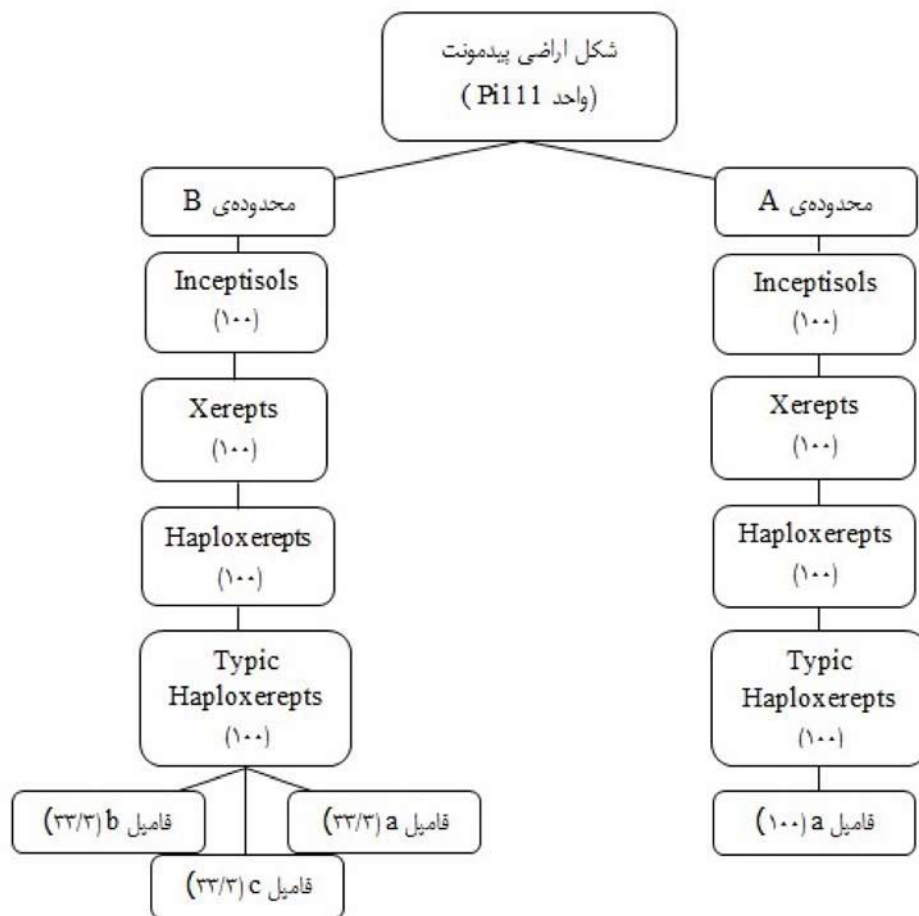 شکل اراضی پیدمونت
(واحد Pi111 )
محدوده‌ی A
محدوده‌ی B
Inceptisols
(۱۰۰)
Inceptisols
(۱۰۰)
Xerepts
(۱۰۰)
Xerepts
(۱۰۰)
Haploxerepts
(۱۰۰)
Haploxerepts
(۱۰۰)
Typic
Haploxerepts
(۱۰۰)
Typic
Haploxerepts
(۱۰۰)
فامیل a (۱۰۰)
فامیل a (۳۳/۳)
فامیل b (۳۳/۳)
فامیل c (۳۳/۳)